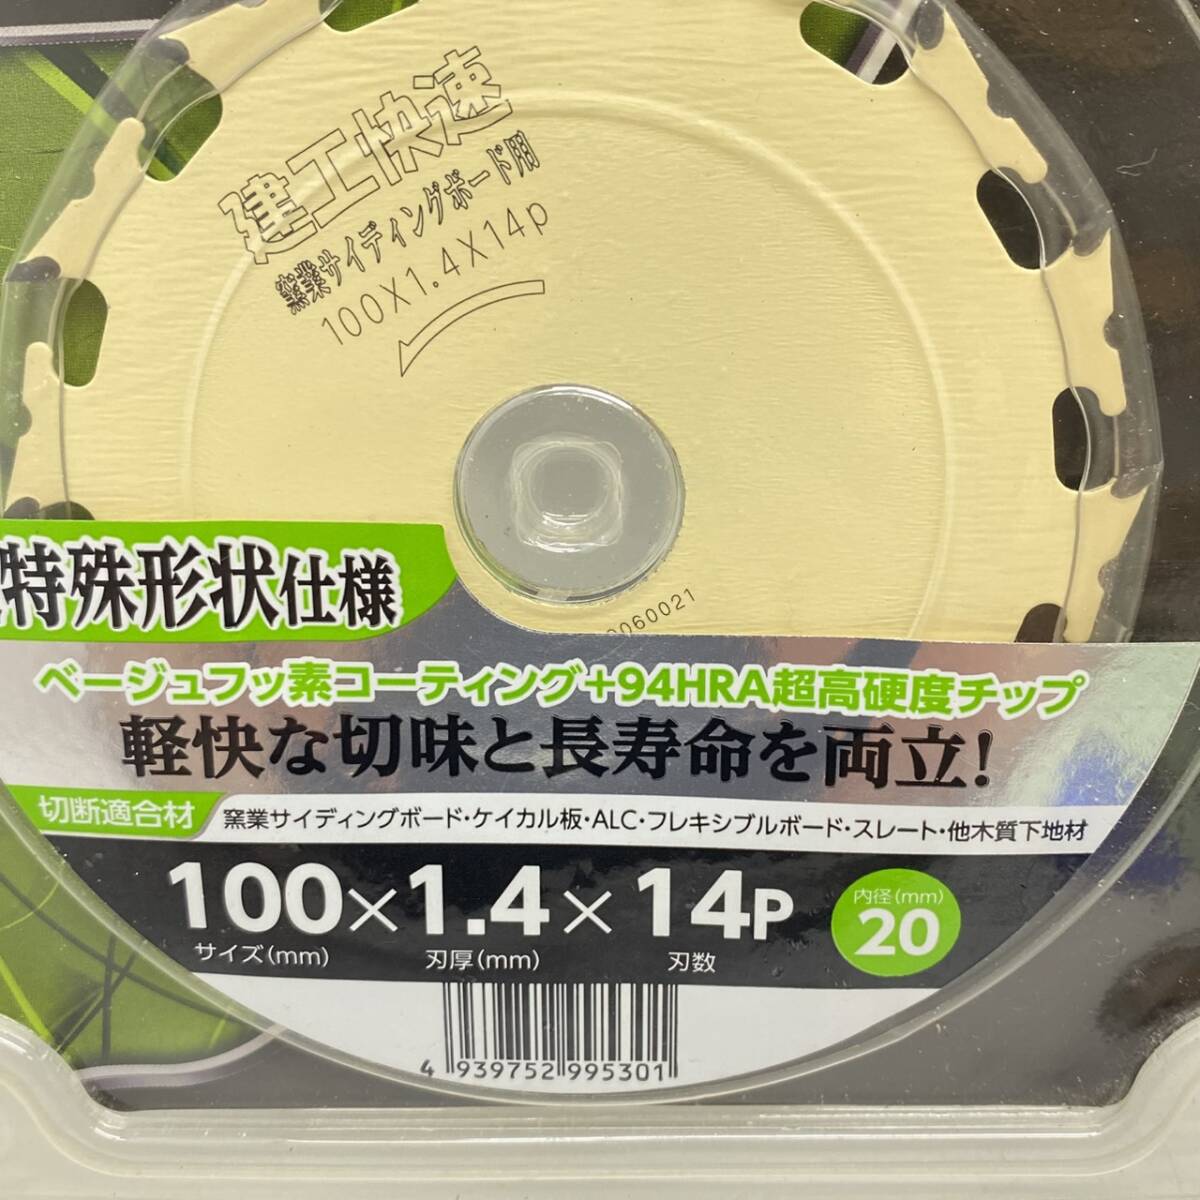 建工快速
窯業サイディングボード用
100X1.4X14p
060021
特殊形状仕様
ベージュフッ素コーティング+94HRA超高硬度チップ
軽快な切味と長寿命を両立!
切断適合材
窯業サイディングボード・ケイカル板・ALC・フレキシブルボード・スレート・他木質下地材
100×1.4×14P
サイズ(mm) 刃厚(mm) 刃数
内径(mm)
20
4 939752 995301